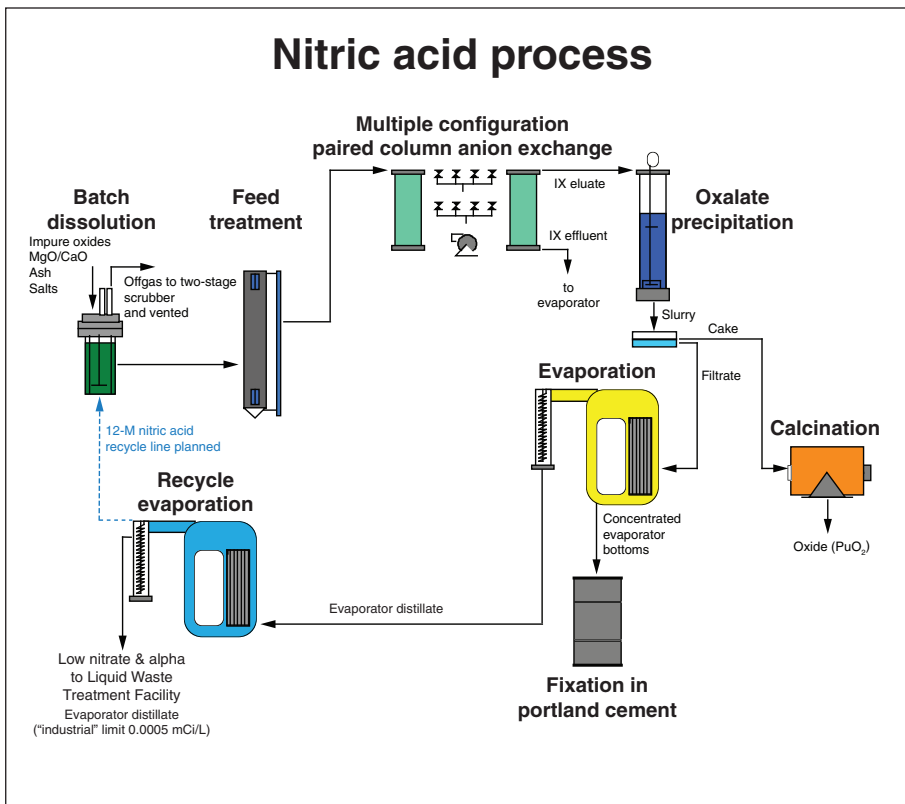 Nitric acid process
Multiple configuration
paired column anion exchange
Batch
dissolution
Impure oxides
MgO/CaO
Ash
Salts
Offgas to two-stage
scrubber
and vented
Feed
treatment
IX eluate
IX effluent
to
evaporator
Oxalate
precipitation
Slurry
Cake
Filtrate
Evaporation
Calcination
Oxide (PuO₂)
12-M nitric acid
recycle line planned
Recycle
evaporation
Concentrated
evaporator
bottoms
Evaporator distillate
Fixation in
portland cement
Low nitrate & alpha
to Liquid Waste
Treatment Facility
Evaporator distillate
(“industrial” limit 0.0005 mCi/L)